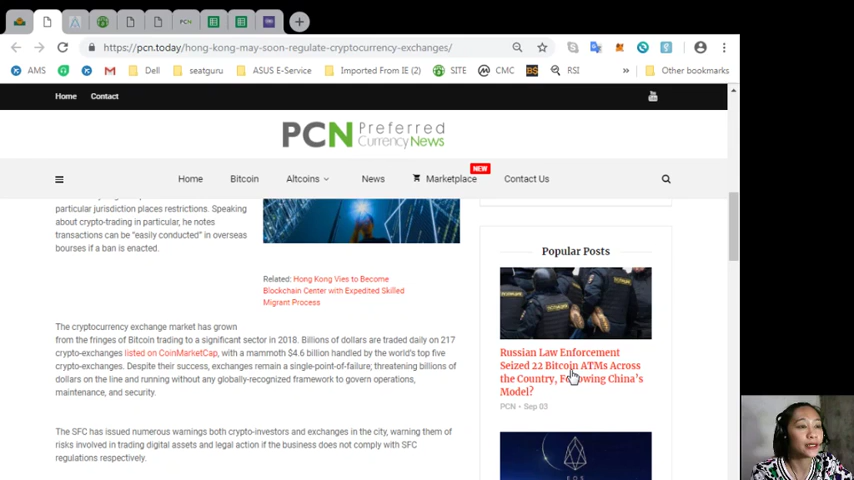 PCN
https://pcn.today/hong-kong-may-soon-regulate-cryptocurrency-exchanges/
AMS
Dell
seatguru
ASUS E-Service
Imported From IE (2)
SITE
CMC
RSI
»
Other bookmarks
Home
Contact
PCN Preferred
Currency News
Home
Bitcoin
Altcoins
News
Marketplace
NEW
Contact Us
particular jurisdiction places restrictions. Speaking
about crypto-trading in particular, he notes
transactions can be “easily conducted” in overseas
bourses if a ban is enacted.
Related: Hong Kong Vies to Become
Blockchain Center with Expedited Skilled
Migrant Process
The cryptocurrency exchange market has grown
from the fringes of Bitcoin trading to a significant sector in 2018. Billions of dollars are traded daily on 217
crypto-exchanges listed on CoinMarketCap, with a mammoth $4.6 billion handled by the world's top five
crypto-exchanges. Despite their success, exchanges remain a single-point-of-failure; threatening billions of
dollars on the line and running without any globally-recognized framework to govern operations,
maintenance, and security.
The SFC has issued numerous warnings both crypto-investors and exchanges in the city, warning them of
risks involved in trading digital assets and legal action if the business does not comply with SFC
regulations respectively.
Popular Posts
Russian Law Enforcement
Seized 22 Bitcoin ATMs Across
the Country, Following China’s
Model?
PCN - Sep 03
EOS